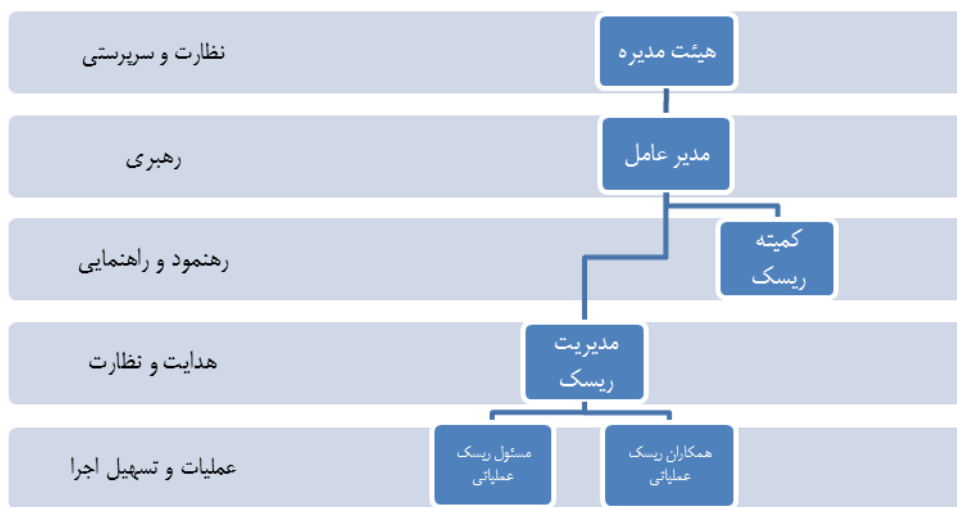 هیئت مدیره
نظارت و سرپرستی
مدیر عامل
رهبری
کمیته
ریسک
رهنمود و راهنمایی
مدیریت
ریسک
هدایت و نظارت
همکاران ریسک
عملیاتی
مسئول ریسک
عملیاتی
عملیات و تسهیل اجرا